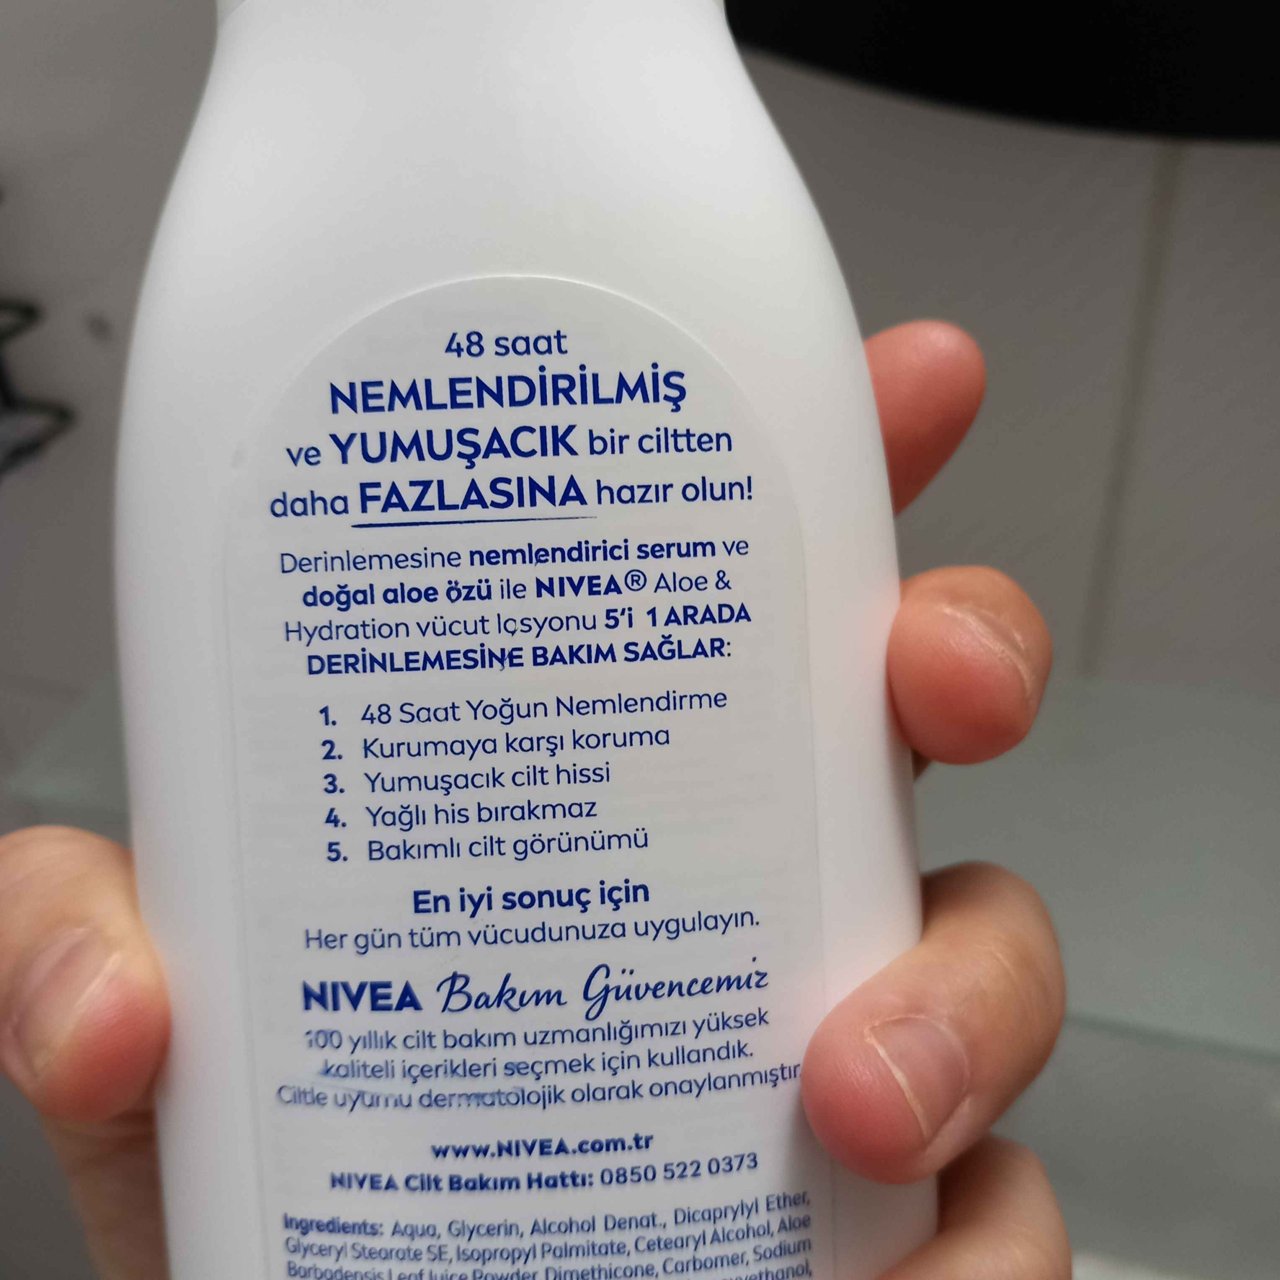 48 saat
NEMLENDİRİLMİŞ
ve YUMUŞACIK bir ciltten
daha FAZLASINA hazır olun!
Derinlemesine nemlendirici serum ve
doğal aloe özü ile NIVEA® Aloe &
Hydration vücut losyonu 5'i 1 ARADA
DERİNLEMESİNE BAKIM SAĞLAR:
1. 48 Saat Yoğun Nemlendirme
2. Kurumaya karşı koruma
3. Yumuşacık cilt hissi
4. Yağlı his bırakmaz
5. Bakımlı cilt görünümü
En iyi sonuç için
Her gün tüm vücudunuza uygulayın.
NIVEA Bakım Güvencemiz
100 yıllık cilt bakım uzmanlığımızı yüksek
kaliteli içerikleri seçmek için kullandık.
Ciltle uyumu dermatolojik olarak onaylanmıştır
www.NIVEA.com.tr
NIVEA Cilt Bakım Hattı: 0850 522 0373
Ingredients: Aqua, Glycerin, Alcohol Denat., Dicaprylyl Ether,
Glyceryl Stearate SE, Isopropyl Palmitate, Cetearyl Alcohol, Aloe
Barbadensis Leaf Juice Powder, Dimethicone, Carbomer, Sodium